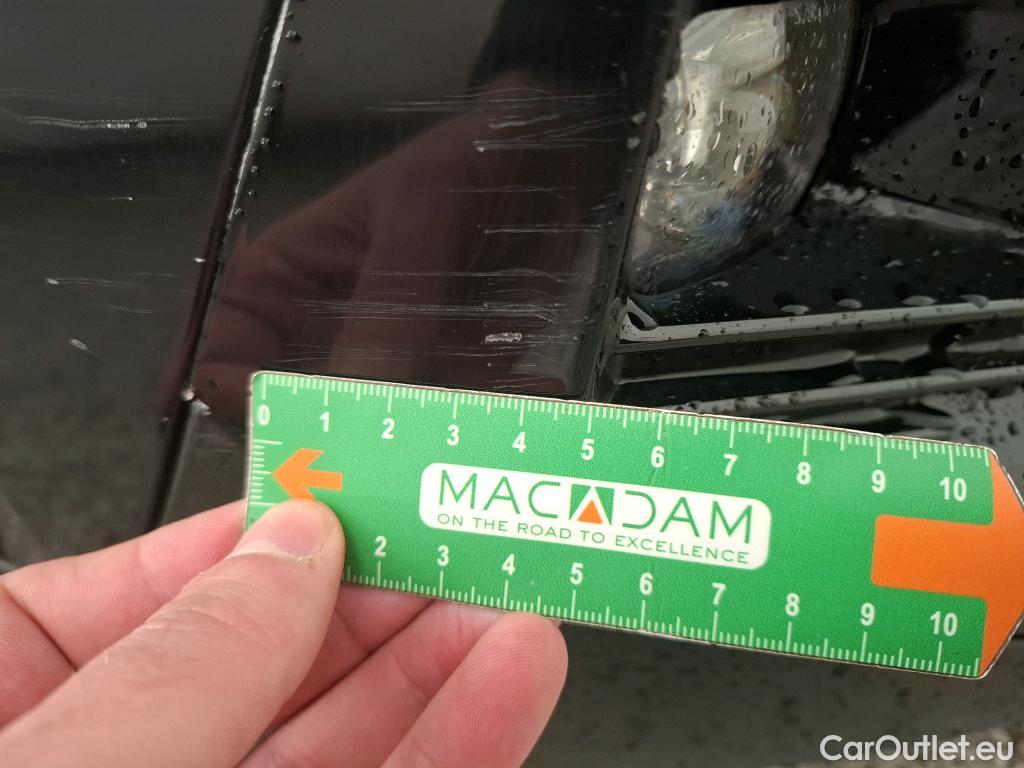 0 1 2 3 4 5 6 7 8 9 10
MACADAM
ON THE ROAD TO EXCELLENCE
2 3 4 5 6 7 8 9 10
CarOutlet.eu